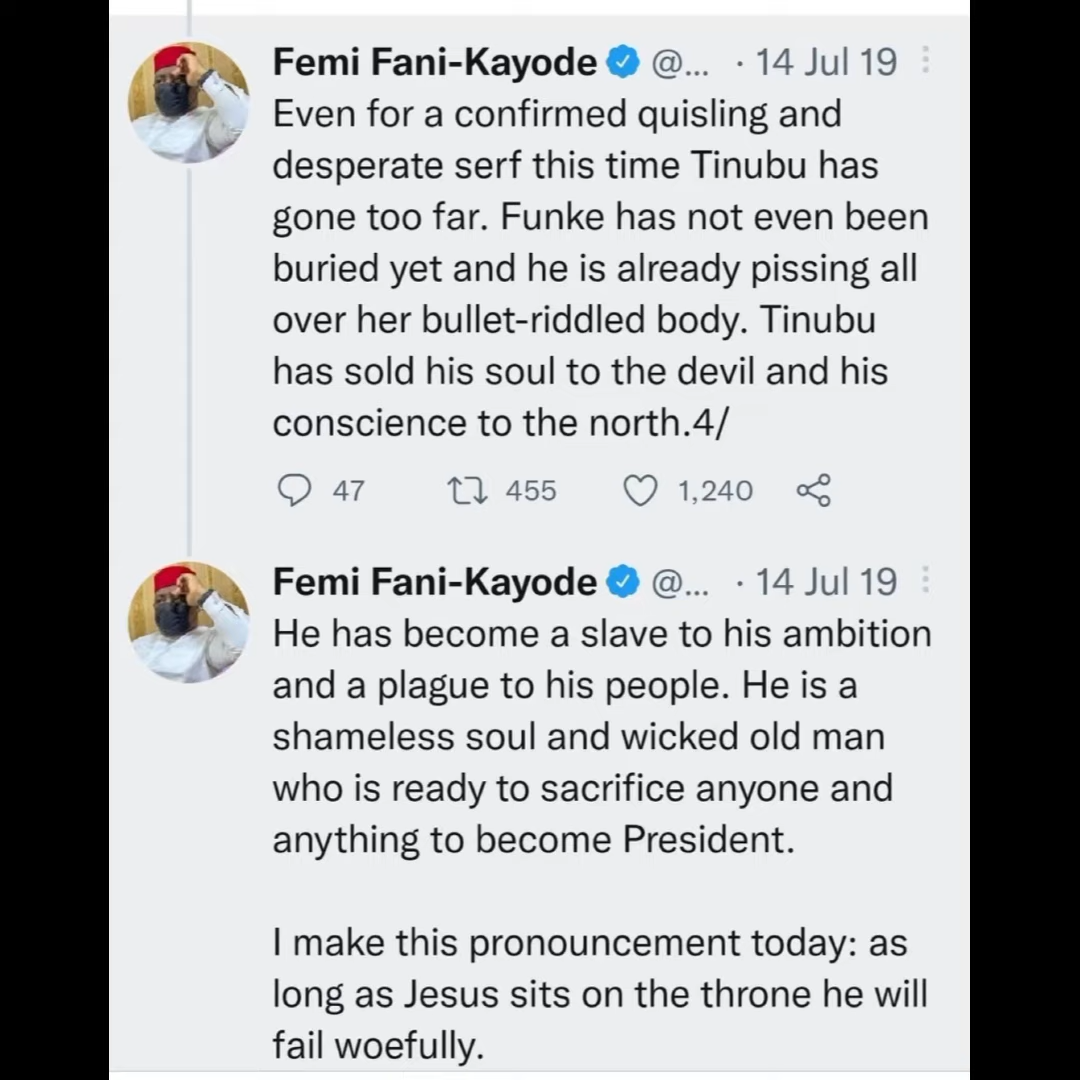 Femi Fani-Kayode @... · 14 Jul 19
Even for a confirmed quisling and
desperate serf this time Tinubu has
gone too far. Funke has not even been
buried yet and he is already pissing all
over her bullet-riddled body. Tinubu
has sold his soul to the devil and his
conscience to the north.4/
47 455 1,240
Femi Fani-Kayode @... · 14 Jul 19
He has become a slave to his ambition
and a plague to his people. He is a
shameless soul and wicked old man
who is ready to sacrifice anyone and
anything to become President.
I make this pronouncement today: as
long as Jesus sits on the throne he will
fail woefully.